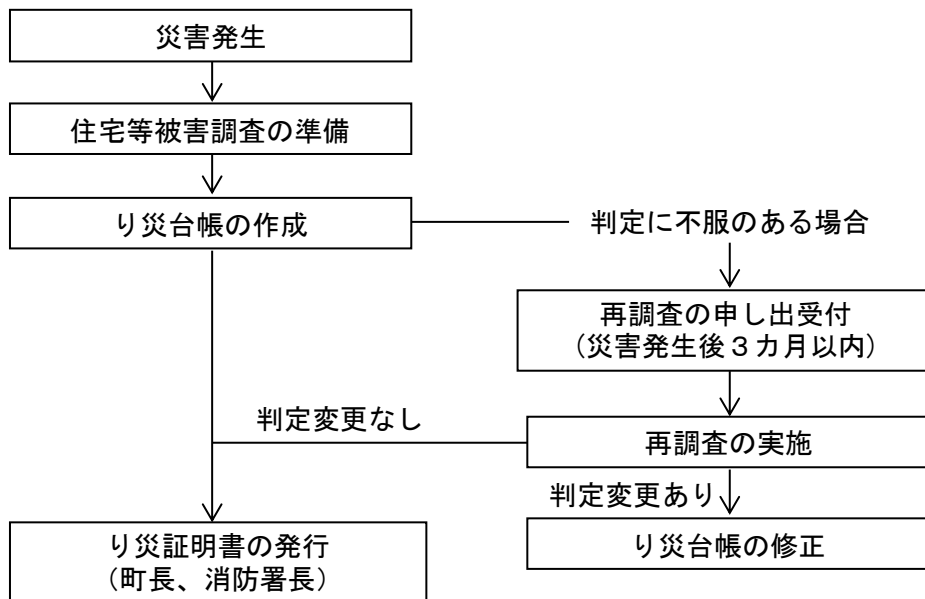 災害発生
住宅等被害調査の準備
り災台帳の作成
判定に不服のある場合
再調査の申し出受付
（災害発生後３カ月以内）
判定変更なし
再調査の実施
判定変更あり
り災証明書の発行
（町長、消防署長）
り災台帳の修正